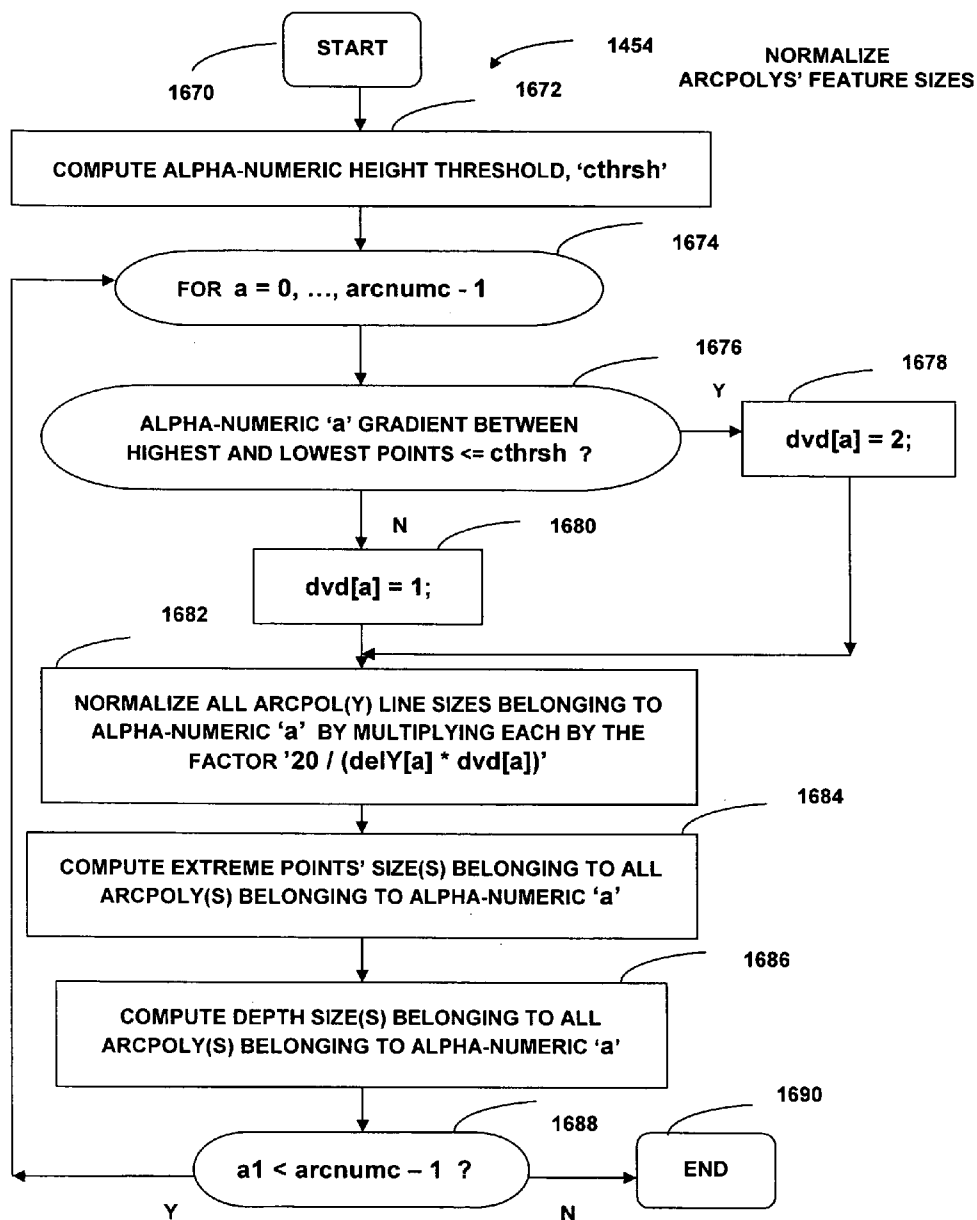 START
1454
NORMALIZE
ARCPOLYS' FEATURE SIZES
1670
1672
COMPUTE ALPHA-NUMERIC HEIGHT THRESHOLD, 'cthrsh'
1674
FOR a = 0, ..., arcnumc - 1
1676
1678
Y
ALPHA-NUMERIC 'a' GRADIENT BETWEEN
HIGHEST AND LOWEST POINTS <= cthrsh ?
dvd[a] = 2;
N
1680
dvd[a] = 1;
1682
NORMALIZE ALL ARCPOL(Y) LINE SIZES BELONGING TO
ALPHA-NUMERIC 'a' BY MULTIPLYING EACH BY THE
FACTOR '20 / (delY[a] * dvd[a])'
1684
COMPUTE EXTREME POINTS' SIZE(S) BELONGING TO ALL
ARCPOLY(S) BELONGING TO ALPHA-NUMERIC 'a'
1686
COMPUTE DEPTH SIZE(S) BELONGING TO ALL
ARCPOLY(S) BELONGING TO ALPHA-NUMERIC 'a'
1688
1690
a1 < arcnumc – 1 ?
END
Y
N